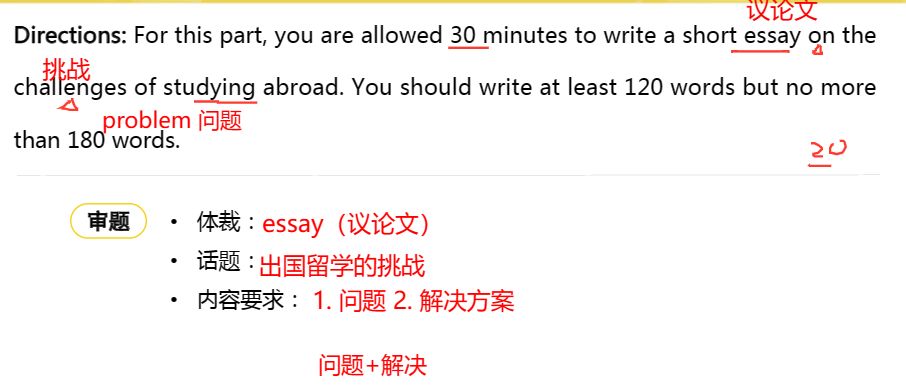 议论文
Directions: For this part, you are allowed 30 minutes to write a short essay on the
挑战
challenges of studying abroad. You should write at least 120 words but no more
problem 问题
than 180 words.
20
审题
• 体裁：essay（议论文）
• 话题：出国留学的挑战
• 内容要求： 1. 问题 2. 解决方案
问题+解决